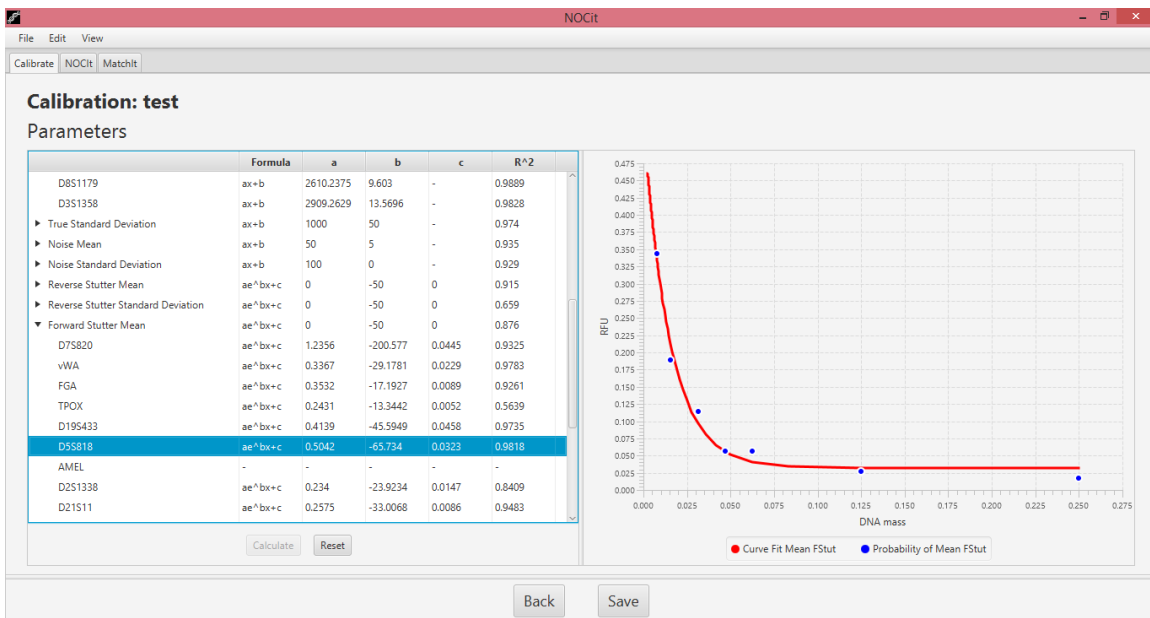 NOCit
File Edit View
Calibrate NOCIt MatchIt
Calibration: test
Parameters
Formula a b c R^2
D8S1179 ax+b 2610.2375 9.603 - 0.9889
D3S1358 ax+b 2909.2629 13.5696 - 0.9828
True Standard Deviation ax+b 1000 50 - 0.974
Noise Mean ax+b 50 5 - 0.935
Noise Standard Deviation ax+b 100 0 - 0.929
Reverse Stutter Mean ae^bx+c 0 -50 0 0.915
Reverse Stutter Standard Deviation ae^bx+c 0 -50 0 0.659
Forward Stutter Mean ae^bx+c 0 -50 0 0.876
D7S820 ae^bx+c 1.2356 -200.577 0.0445 0.9325
vWA ae^bx+c 0.3367 -29.1781 0.0229 0.9783
FGA ae^bx+c 0.3532 -17.1927 0.0089 0.9261
TPOX ae^bx+c 0.2431 -13.3442 0.0052 0.5639
D19S433 ae^bx+c 0.4139 -45.5949 0.0458 0.9735
D5S818 ae^bx+c 0.5042 -65.734 0.0323 0.9818
AMEL - - - - -
D2S1338 ae^bx+c 0.234 -23.9234 0.0147 0.8409
D21S11 ae^bx+c 0.2575 -33.0068 0.0086 0.9483
Calculate Reset
0.475
0.450
0.425
0.400
0.375
0.350
0.325
0.300
0.275
0.250
0.225
0.200
0.175
0.150
0.125
0.100
0.075
0.050
0.025
0.000
RFU
0.000 0.025 0.050 0.075 0.100 0.125 0.150 0.175 0.200 0.225 0.250 0.275
DNA mass
Curve Fit Mean FStut Probability of Mean FStut
Back Save